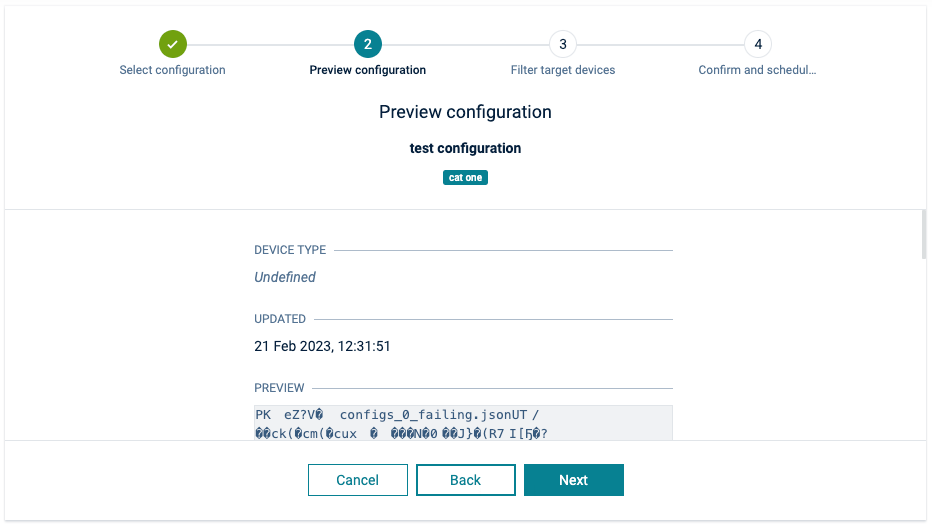 2 3 4
Select configuration Preview configuration Filter target devices Confirm and schedul...
Preview configuration
test configuration
cat one
DEVICE TYPE
Undefined
UPDATED
21 Feb 2023, 12:31:51
PREVIEW
PK eZ?V� configs_0_failing.jsonUT /
��ck(�cm(�cux � ���N�0 ��J}�(R7 I[Ҕ�?
Cancel Back Next